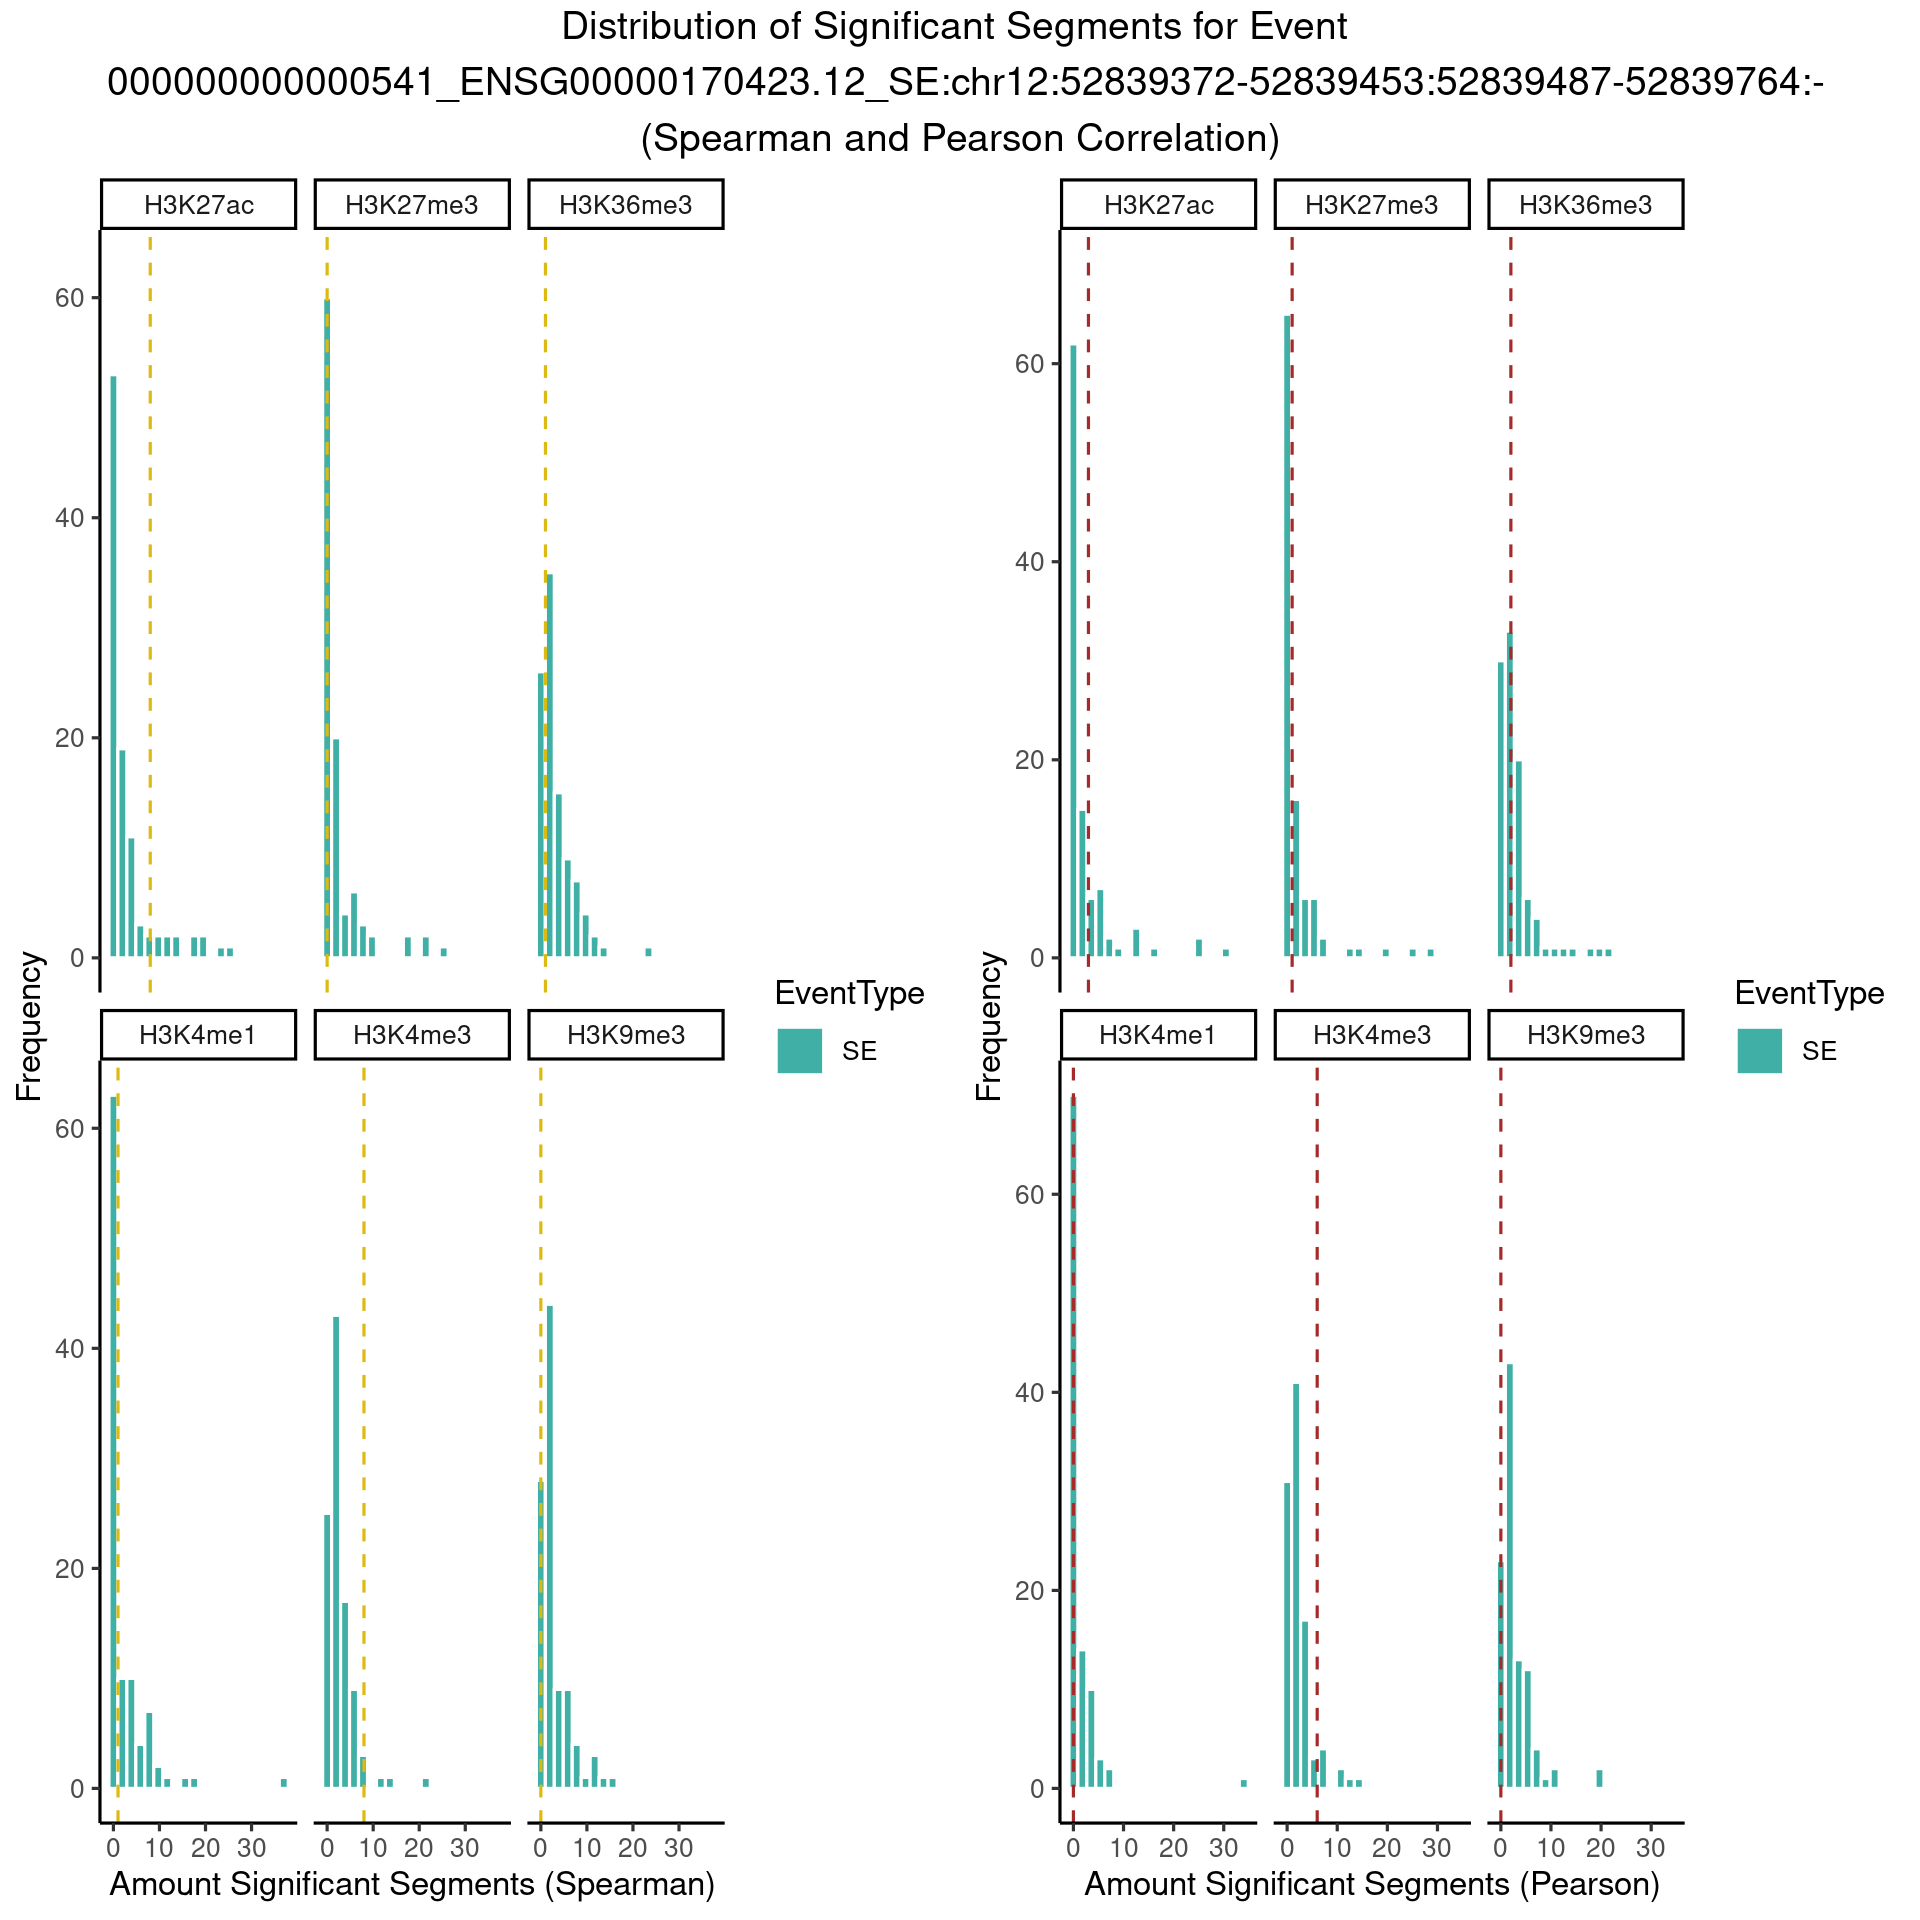 Distribution of Significant Segments for Event
000000000000541_ENSG00000170423.12_SE:chr12:52839372-52839453:52839487-52839764:-
(Spearman and Pearson Correlation)
H3K27ac H3K27me3 H3K36me3
60
40
20
0
H3K4me1 H3K4me3 H3K9me3
60
40
20
0
0 10 20 30 0 10 20 30 0 10 20 30
Frequency
Amount Significant Segments (Spearman)
EventType
SE
H3K27ac H3K27me3 H3K36me3
60
40
20
0
H3K4me1 H3K4me3 H3K9me3
60
40
20
0
0 10 20 30 0 10 20 30 0 10 20 30
Frequency
Amount Significant Segments (Pearson)
EventType
SE